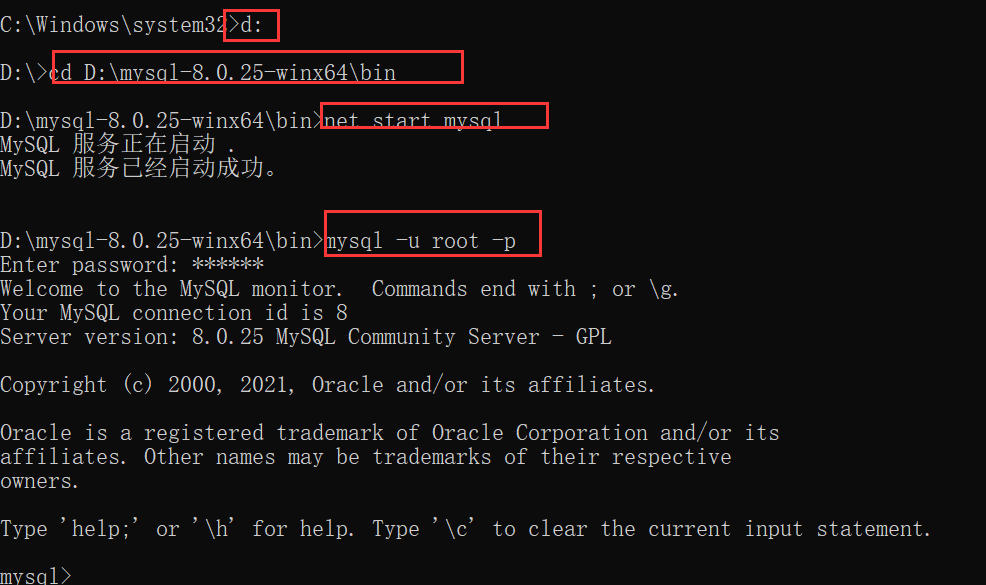 C:\Windows\system32>d:
D:\>cd D:\mysql-8.0.25-winx64\bin
D:\mysql-8.0.25-winx64\bin>net start mysql
MySQL 服务正在启动 .
MySQL 服务已经启动成功。
D:\mysql-8.0.25-winx64\bin>mysql -u root -p
Enter password: ******
Welcome to the MySQL monitor.  Commands end with ; or \g.
Your MySQL connection id is 8
Server version: 8.0.25 MySQL Community Server - GPL
Copyright (c) 2000, 2021, Oracle and/or its affiliates.
Oracle is a registered trademark of Oracle Corporation and/or its
affiliates. Other names may be trademarks of their respective
owners.
Type 'help;' or '\h' for help. Type '\c' to clear the current input statement.
mysql>